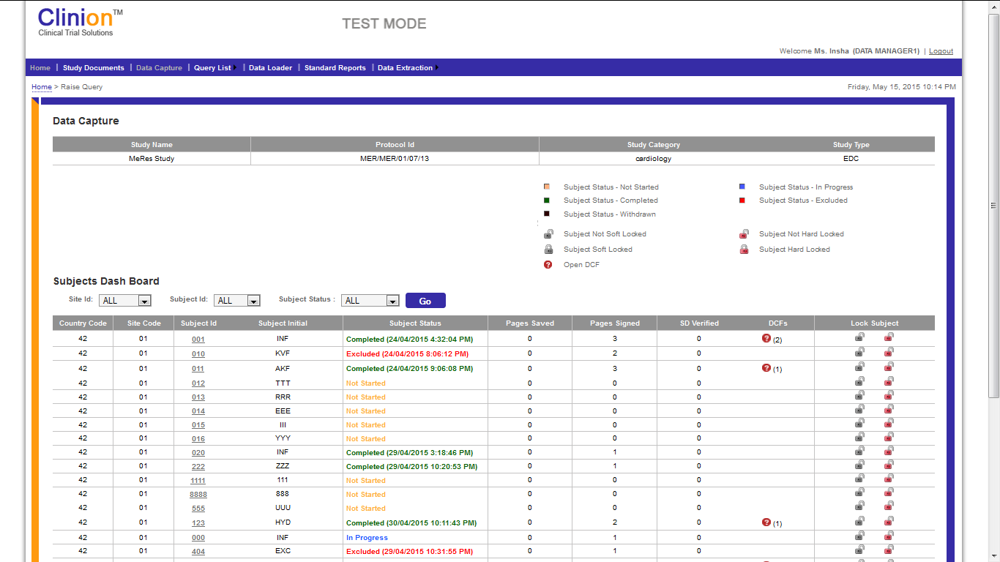 Clinion™
Clinical Trial Solutions
TEST MODE
Welcome Ms. Insha (DATA MANAGER1) | Logout
Home | Study Documents | Data Capture | Query List | Data Loader | Standard Reports | Data Extraction
Home > Raise Query Friday, May 15, 2015 10:14 PM
Data Capture
Study Name Protocol Id Study Category Study Type
MeRes Study MER/MER/01/07/13 cardiology EDC
Subject Status - Not Started Subject Status - In Progress
Subject Status - Completed Subject Status - Excluded
Subject Status - Withdrawn
Subject Not Soft Locked Subject Not Hard Locked
Subject Soft Locked Subject Hard Locked
? Open DCF
Subjects Dash Board
Site Id: ALL Subject Id: ALL Subject Status : ALL Go
Country Code Site Code Subject Id Subject Initial Subject Status Pages Saved Pages Signed SD Verified DCFs Lock Subject
42 01 001 INF Completed (24/04/2015 4:32:04 PM) 0 3 0 ? (2)
42 01 010 KVF Excluded (24/04/2015 8:06:12 PM) 0 2 0
42 01 011 AKF Completed (24/04/2015 9:06:08 PM) 0 3 0 ? (1)
42 01 012 TTT Not Started 0 0 0
42 01 013 RRR Not Started 0 0 0
42 01 014 EEE Not Started 0 0 0
42 01 015 III Not Started 0 0 0
42 01 016 YYY Not Started 0 0 0
42 01 020 INF Completed (29/04/2015 3:18:46 PM) 0 1 0
42 01 222 ZZZ Completed (29/04/2015 10:20:53 PM) 0 1 0
42 01 1111 111 Not Started 0 0 0
42 01 8888 888 Not Started 0 0 0
42 01 555 UUU Not Started 0 0 0
42 01 123 HYD Completed (30/04/2015 10:11:43 PM) 0 2 0 ? (1)
42 01 000 INF In Progress 0 1 0
42 01 404 EXC Excluded (29/04/2015 10:31:55 PM) 0 1 0